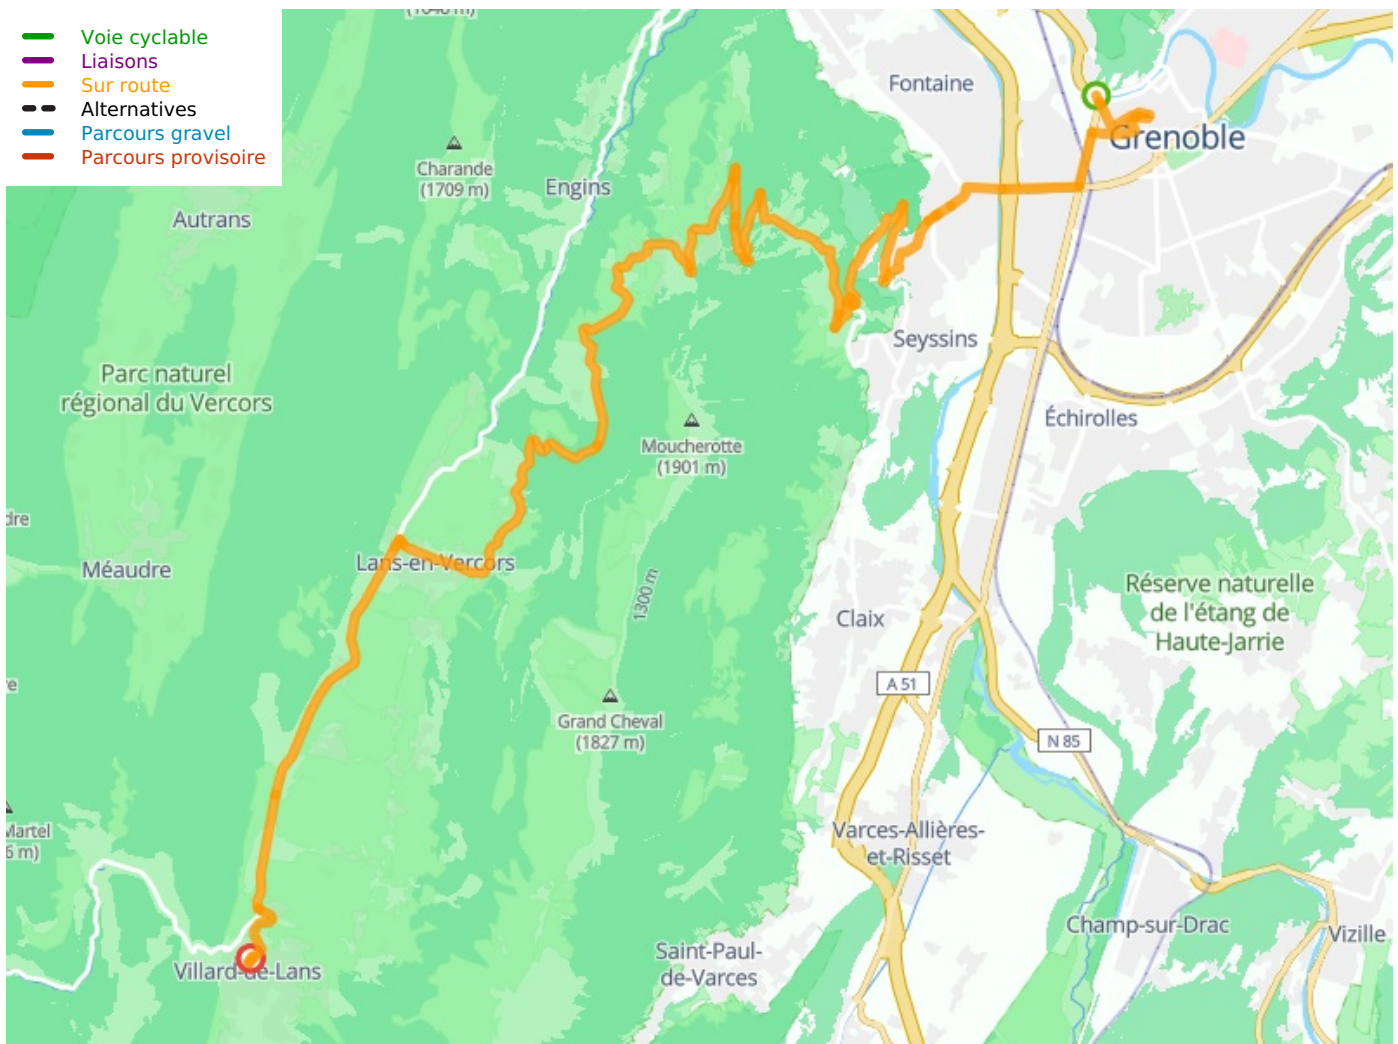 Voie cyclable
Liaisons
Sur route
Alternatives
Parcours gravel
Parcours provisoire
Fontaine
Grenoble
Charande
(1709 m)
Engins
Autrans
Seyssins
Parc naturel
régional du Vercors
Échirolles
Moucherotte
(1901 m)
dre
Méaudre
Lans-en-Vercors
1300 m
Claix
Réserve naturelle
de l'étang de
Haute-Jarrie
A 51
Grand Cheval
(1827 m)
N 85
Martel
6 m)
Varces-Allières-
et-Risset
Champ-sur-Drac
Vizille
Saint-Paul-
de-Varces
Villard-de-Lans